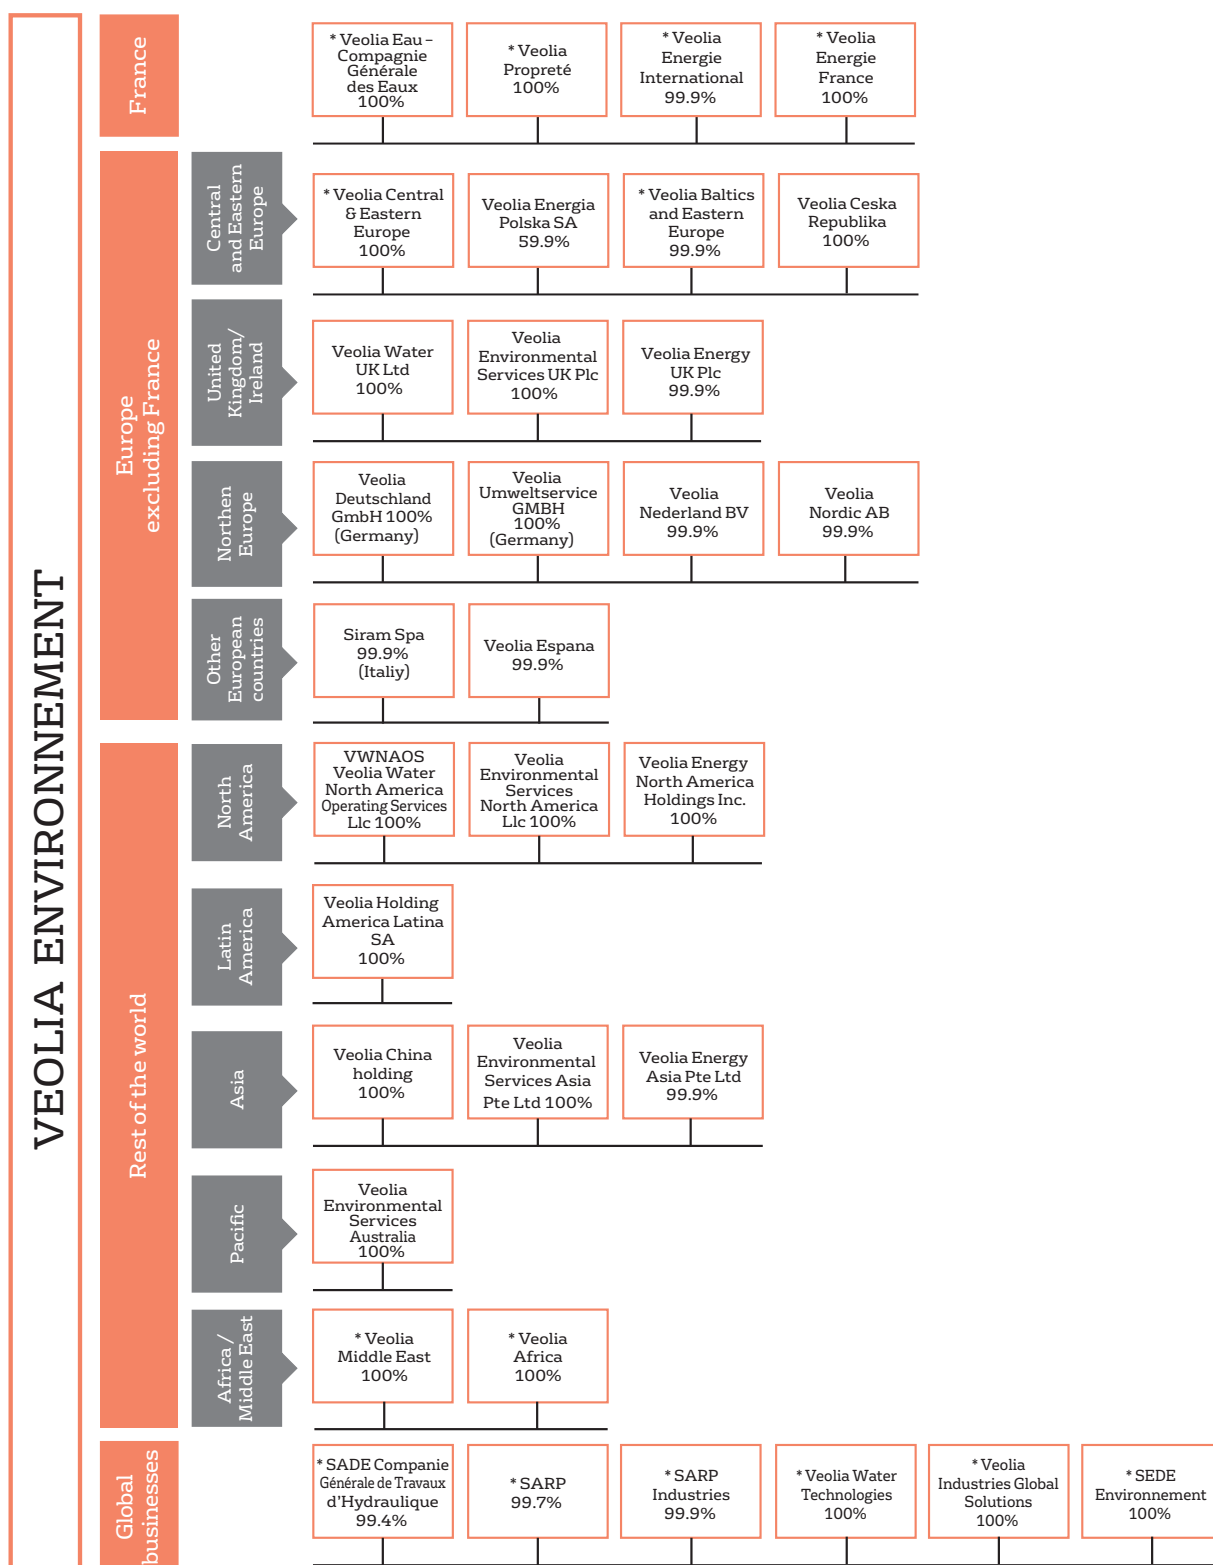 VEOLIA ENVIRONNEMENT
France
* Veolia Eau –
Compagnie
Générale
des Eaux
100%
* Veolia
Propreté
100%
* Veolia
Energie
International
99.9%
* Veolia
Energie
France
100%
Europe
excluding France
Central
and Eastern
Europe
* Veolia Central
& Eastern
Europe
100%
Veolia Energia
Polska SA
59.9%
* Veolia Baltics
and Eastern
Europe
99.9%
Veolia Ceska
Republika
100%
United
Kingdom/
Ireland
Veolia Water
UK Ltd
100%
Veolia
Environmental
Services UK Plc
100%
Veolia Energy
UK Plc
99.9%
Northen
Europe
Veolia
Deutschland
GmbH 100%
(Germany)
Veolia
Umweltservice
GMBH
100%
(Germany)
Veolia
Nederland BV
99.9%
Veolia
Nordic AB
99.9%
Other
European
countries
Siram Spa
99.9%
(Italiy)
Veolia Espana
99.9%
Rest of the world
North
America
VWNAOS
Veolia Water
North America
Operating Services
Llc 100%
Veolia
Environmental
Services
North America
Llc 100%
Veolia Energy
North America
Holdings Inc.
100%
Latin
America
Veolia Holding
America Latina
SA
100%
Asia
Veolia China
holding
100%
Veolia
Environmental
Services Asia
Pte Ltd 100%
Veolia Energy
Asia Pte Ltd
99.9%
Pacific
Veolia
Environmental
Services
Australia
100%
Africa /
Middle East
* Veolia
Middle East
100%
* Veolia
Africa
100%
Global
businesses
* SADE Companie
Générale de Travaux
d'Hydraulique
99.4%
* SARP
99.7%
* SARP
Industries
99.9%
* Veolia Water
Technologies
100%
* Veolia
Industries Global
Solutions
100%
* SEDE
Environnement
100%